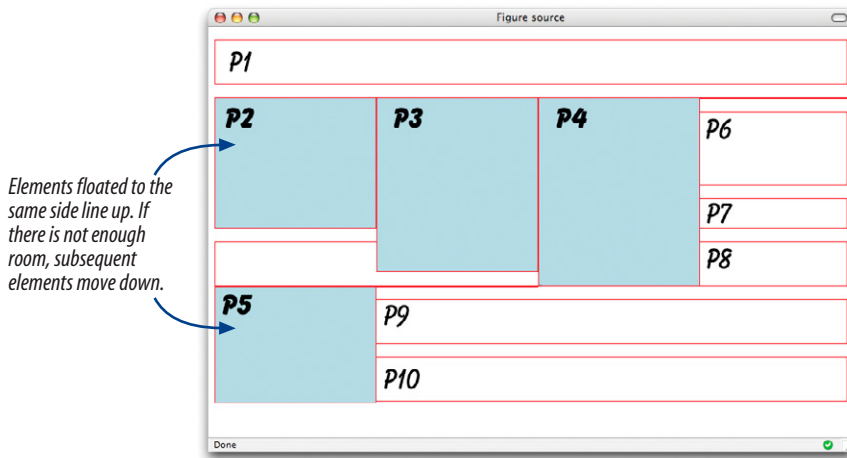 Figure source
P1
P2
P3
P4
P6
Elements floated to the
same side line up. If
there is not enough
room, subsequent
elements move down.
P7
P8
P5
P9
P10
Done